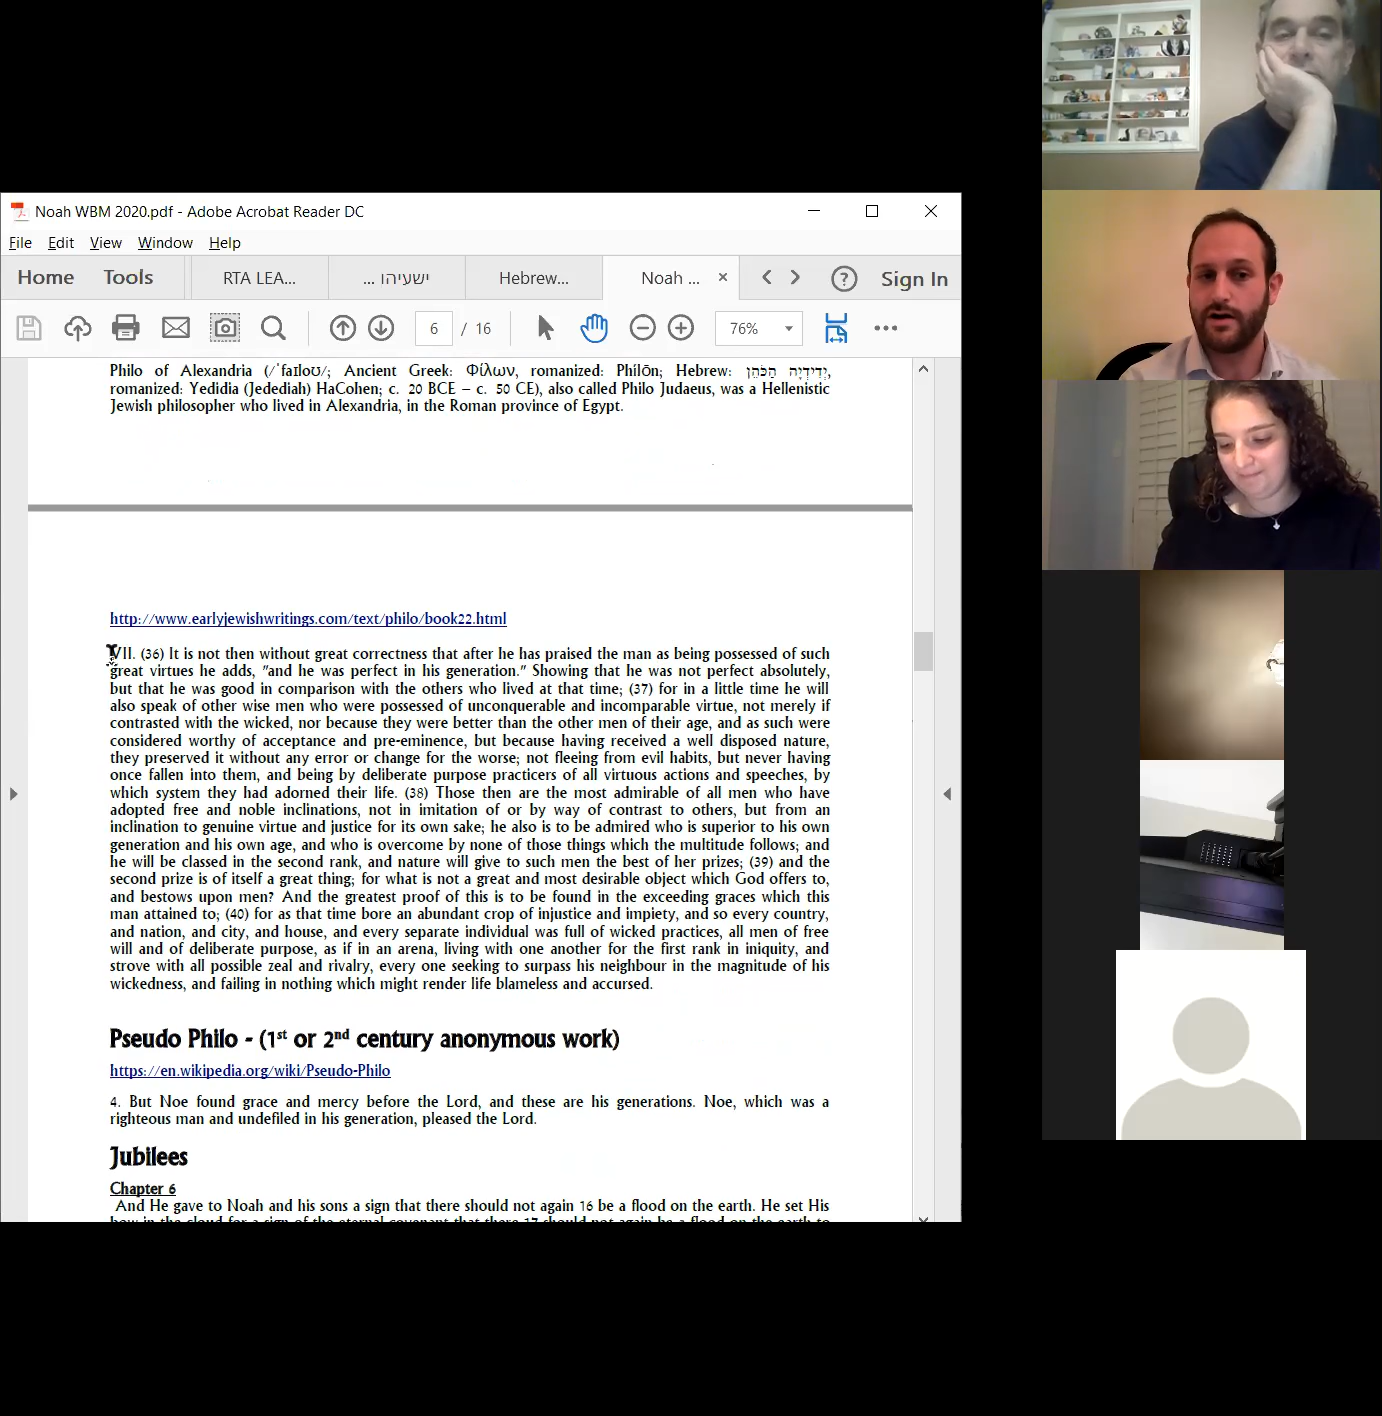 Noah WBM 2020.pdf - Adobe Acrobat Reader DC
File Edit View Window Help
Home Tools RTA LEA... ישעיהו ... Hebrew... Noah ... Sign In
6 / 16 76%
Philo of Alexandria (/ˈfaɪloʊ/; Ancient Greek: Φίλων, romanized: Phílōn; Hebrew: יְדִידְיָה הַכֹּהֵן,
romanized: Yedidia (Jedediah) HaCohen; c. 20 BCE – c. 50 CE), also called Philo Judaeus, was a Hellenistic
Jewish philosopher who lived in Alexandria, in the Roman province of Egypt.
http://www.earlyjewishwritings.com/text/philo/book22.html
VII. (36) It is not then without great correctness that after he has praised the man as being possessed of such
great virtues he adds, "and he was perfect in his generation." Showing that he was not perfect absolutely,
but that he was good in comparison with the others who lived at that time; (37) for in a little time he will
also speak of other wise men who were possessed of unconquerable and incomparable virtue, not merely if
contrasted with the wicked, nor because they were better than the other men of their age, and as such were
considered worthy of acceptance and pre-eminence, but because having received a well disposed nature,
they preserved it without any error or change for the worse; not fleeing from evil habits, but never having
once fallen into them, and being by deliberate purpose practicers of all virtuous actions and speeches, by
which system they had adorned their life. (38) Those then are the most admirable of all men who have
adopted free and noble inclinations, not in imitation of or by way of contrast to others, but from an
inclination to genuine virtue and justice for its own sake; he also is to be admired who is superior to his own
generation and his own age, and who is overcome by none of those things which the multitude follows; and
he will be classed in the second rank, and nature will give to such men the best of her prizes; (39) and the
second prize is of itself a great thing; for what is not a great and most desirable object which God offers to,
and bestows upon men? And the greatest proof of this is to be found in the exceeding graces which this
man attained to; (40) for as that time bore an abundant crop of injustice and impiety, and so every country,
and nation, and city, and house, and every separate individual was full of wicked practices, all men of free
will and of deliberate purpose, as if in an arena, living with one another for the first rank in iniquity, and
strove with all possible zeal and rivalry, every one seeking to surpass his neighbour in the magnitude of his
wickedness, and failing in nothing which might render life blameless and accursed.
Pseudo Philo - (1st or 2nd century anonymous work)
https://en.wikipedia.org/wiki/Pseudo-Philo
4. But Noe found grace and mercy before the Lord, and these are his generations. Noe, which was a
righteous man and undefiled in his generation, pleased the Lord.
Jubilees
Chapter 6
And He gave to Noah and his sons a sign that there should not again 16 be a flood on the earth. He set His
bow in the cloud for a sign of the eternal covenant that there 17 should not again be a flood on the earth to